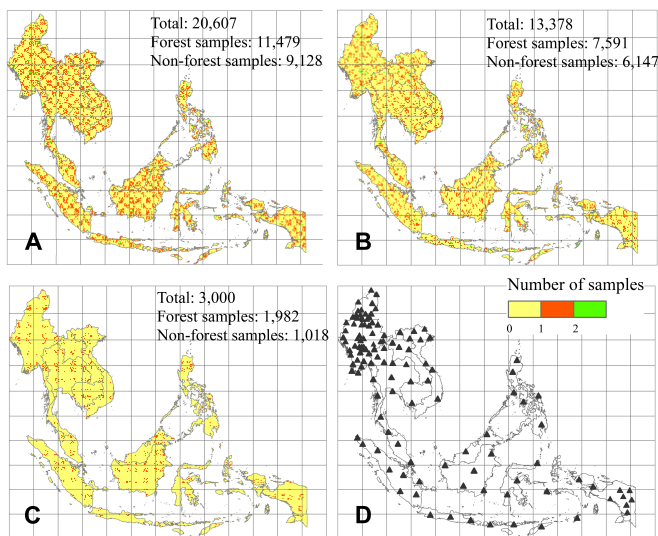 Total: 20,607
Forest samples: 11,479
Non-forest samples: 9,128
A
Total: 13,378
Forest samples: 7,591
Non-forest samples: 6,147
B
Total: 3,000
Forest samples: 1,982
Non-forest samples: 1,018
C
Number of samples
0 1 2
D